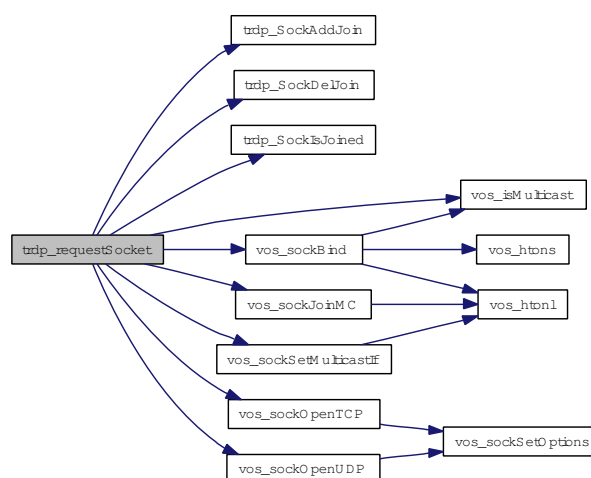 trdp_SockAddJoin
trdp_SockDelJoin
trdp_SockIsJoined
vos_isMulticast
trdp_requestSocket
vos_sockBind
vos_htons
vos_sockJoinMC
vos_htonl
vos_sockSetMulticastIf
vos_sockOpenTCP
vos_sockSetOptions
vos_sockOpenUDP